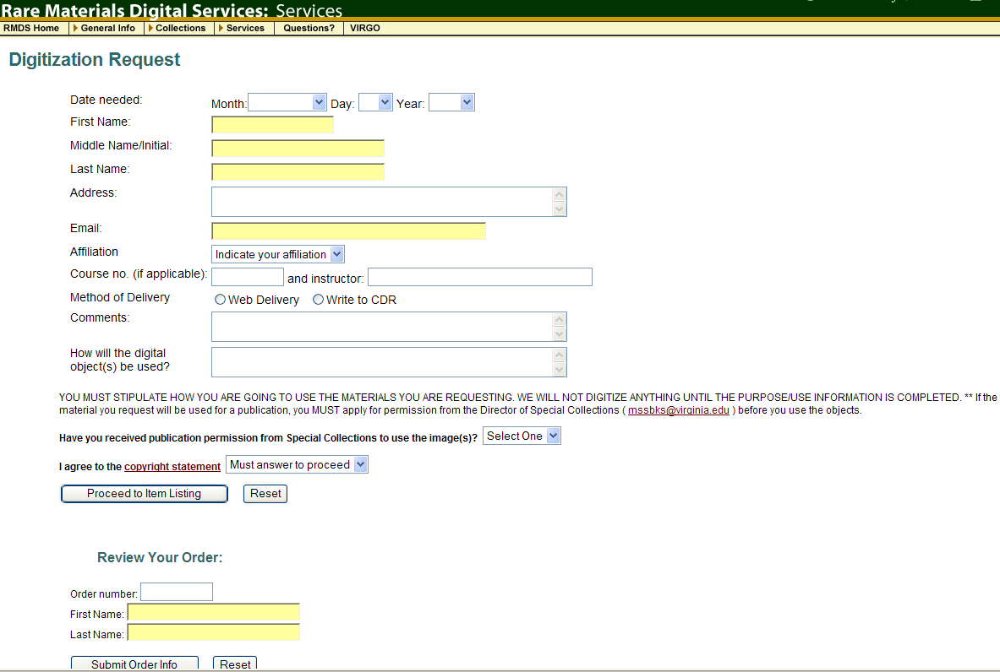 Rare Materials Digital Services: Services
RMDS Home General Info Collections Services Questions? VIRGO
Digitization Request
Date needed: Month: Day: Year:
First Name:
Middle Name/Initial:
Last Name:
Address:
Email:
Affiliation Indicate your affiliation
Course no. (if applicable): and instructor:
Method of Delivery Web Delivery Write to CDR
Comments:
How will the digital
object(s) be used?
YOU MUST STIPULATE HOW YOU ARE GOING TO USE THE MATERIALS YOU ARE REQUESTING. WE WILL NOT DIGITIZE ANYTHING UNTIL THE PURPOSE/USE INFORMATION IS COMPLETED. ** If the
material you request will be used for a publication, you MUST apply for permission from the Director of Special Collections ( mssbks@virginia.edu ) before you use the objects.
Have you received publication permission from Special Collections to use the image(s)? Select One
I agree to the copyright statement Must answer to proceed
Proceed to Item Listing Reset
Review Your Order:
Order number:
First Name:
Last Name:
Submit Order Info Reset